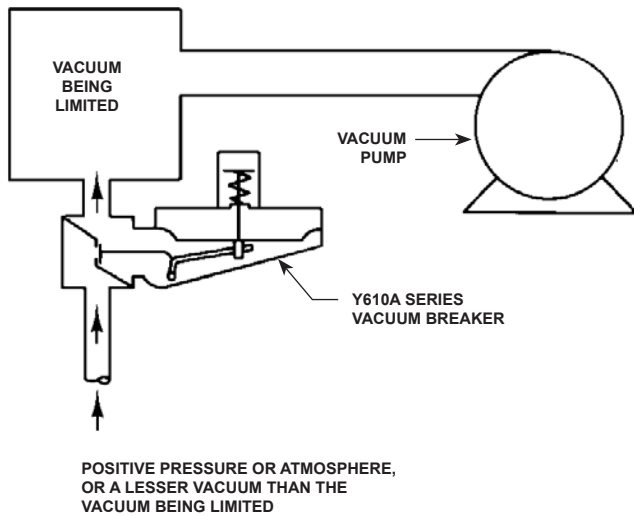 VACUUM
BEING
LIMITED
VACUUM
PUMP
Y610A SERIES
VACUUM BREAKER
POSITIVE PRESSURE OR ATMOSPHERE,
OR A LESSER VACUUM THAN THE
VACUUM BEING LIMITED